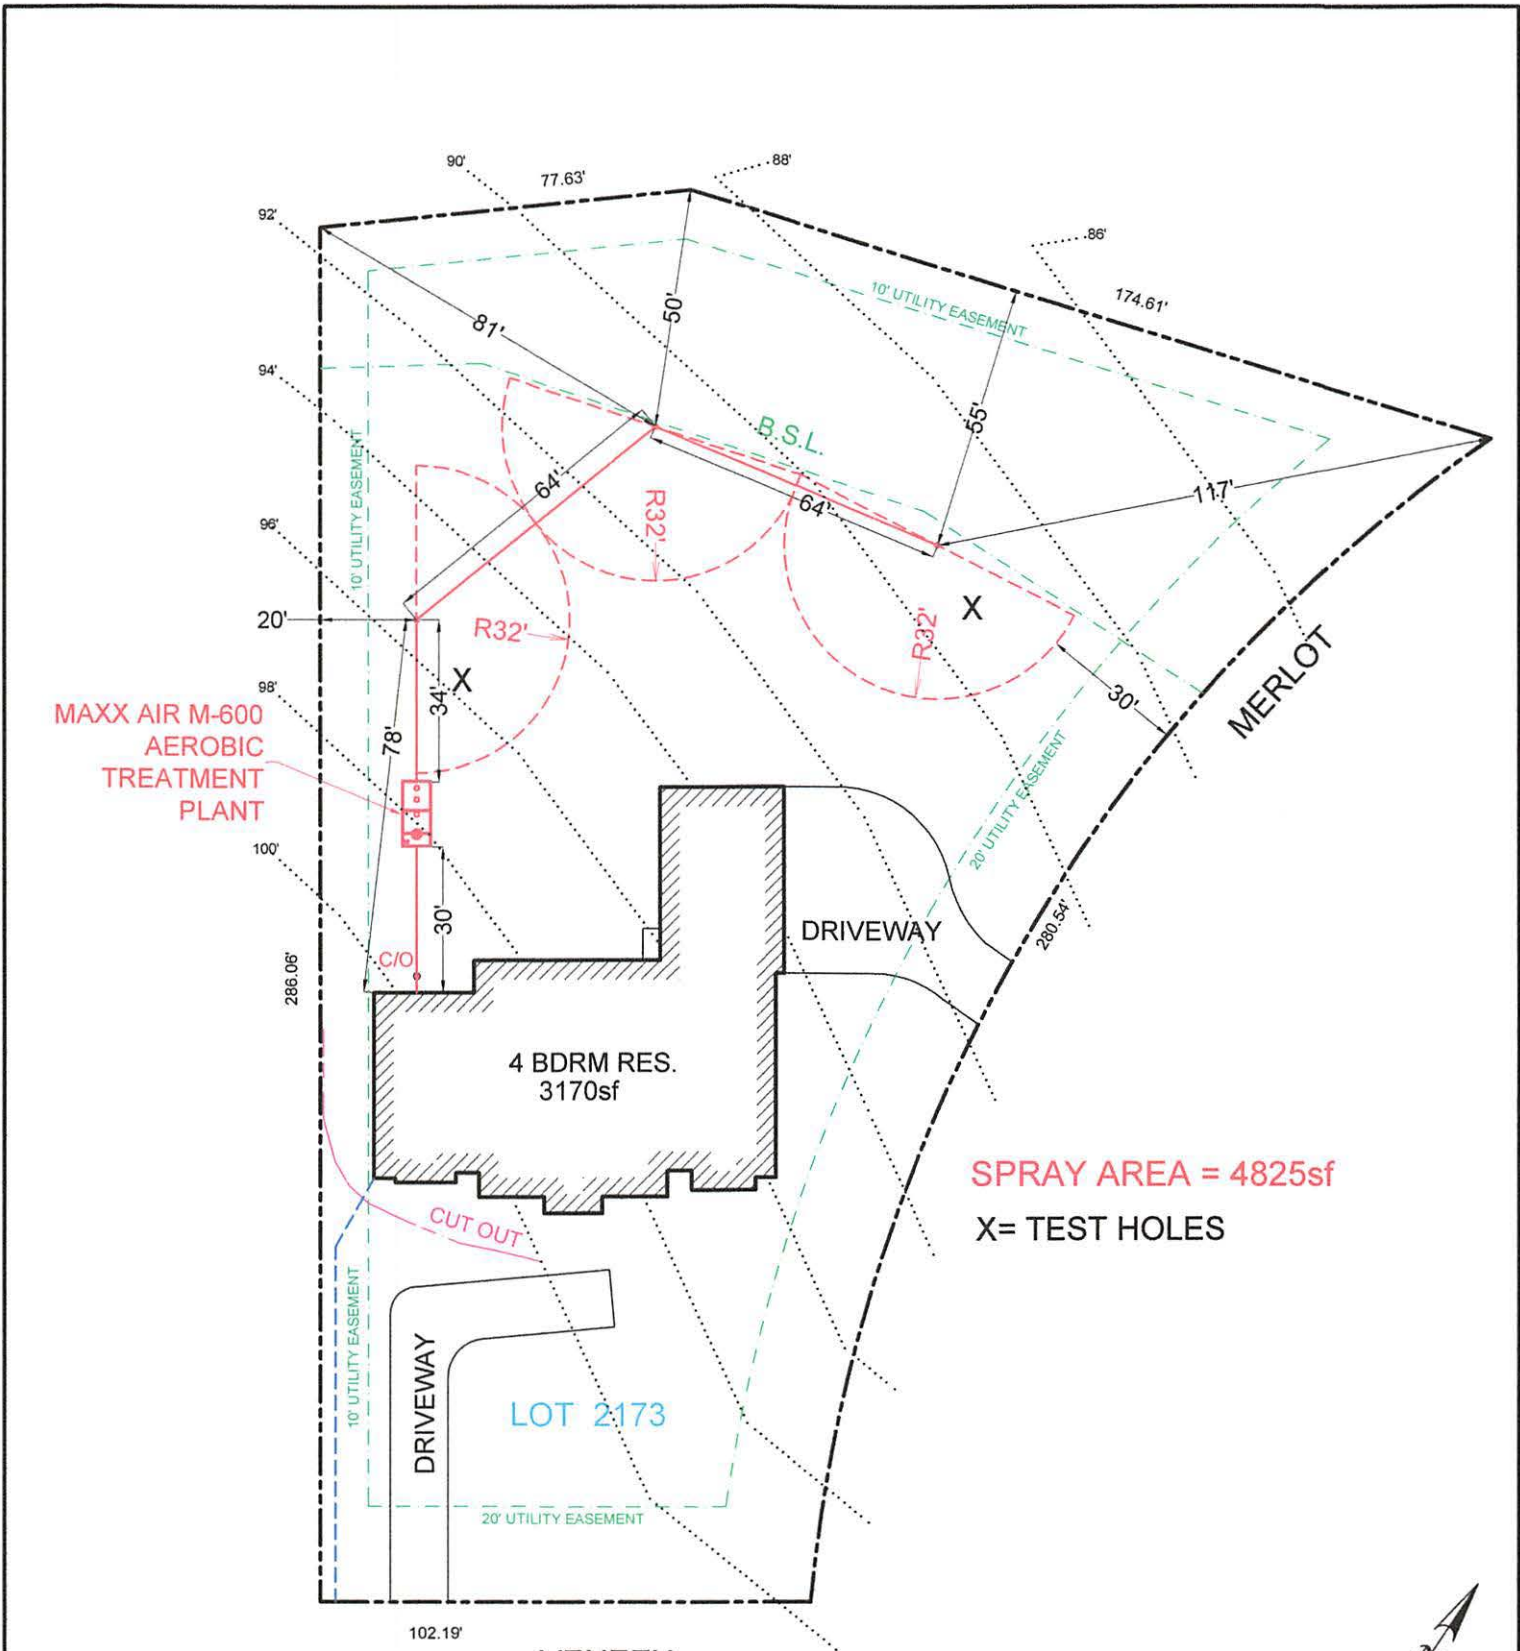 90'
88'
77.63'
92'
86'
10' UTILITY EASEMENT
174.61'
50'
81'
94'
55'
B.S.L.
10' UTILITY EASEMENT
64'
117'
64'
R32'
96'
20'
R32'
X
R32'
X
34'
98'
30'
MERLOT
MAXX AIR M-600
AEROBIC
TREATMENT
PLANT
78'
20' UTILITY EASEMENT
100'
30'
DRIVEWAY
280.54'
C/O
286.06'
4 BDRM RES.
3170sf
SPRAY AREA = 4825sf
X= TEST HOLES
CUT OUT
10' UTILITY EASEMENT
DRIVEWAY
LOT 2173
20' UTILITY EASEMENT
102.19'